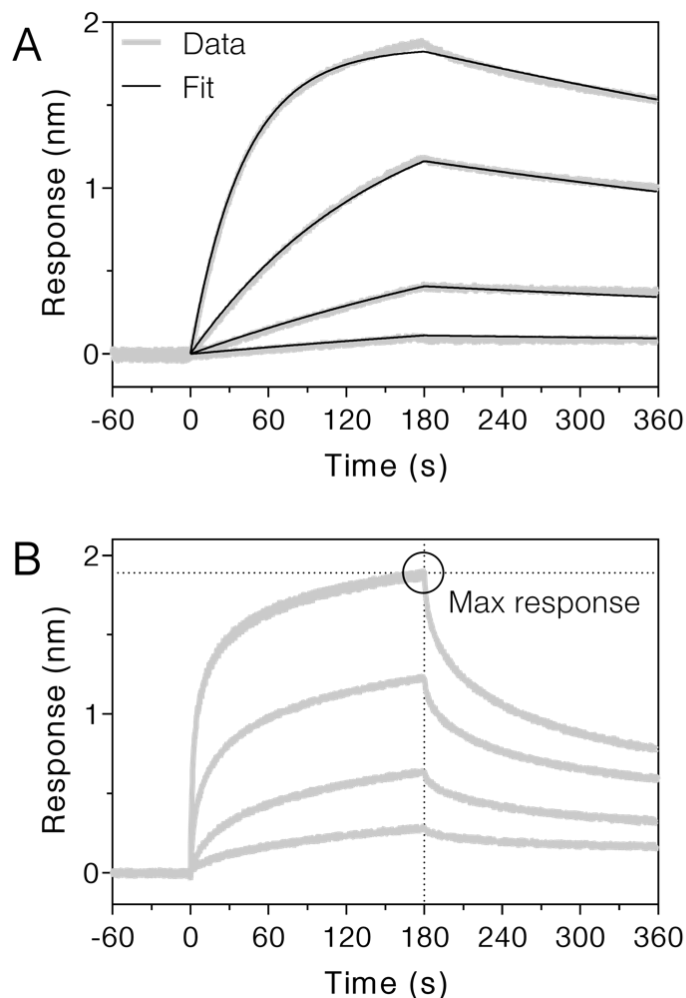 A
2
Data
Fit
1
0
Response (nm)
-60 0 60 120 180 240 300 360
Time (s)
B
2
Max response
1
0
Response (nm)
-60 0 60 120 180 240 300 360
Time (s)